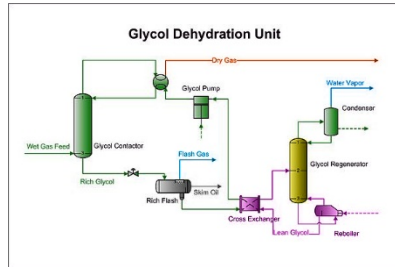 Glycol Dehydration Unit
Dry Gas
Water Vapor
Glycol Pump
Condenser
Wet Gas Feed
Glycol Contactor
Flash Gas
Glycol Regenerator
Rich Glycol
Skim Oil
Rich Flash
Cross Exchanger
Lean Glycol
Reboiler